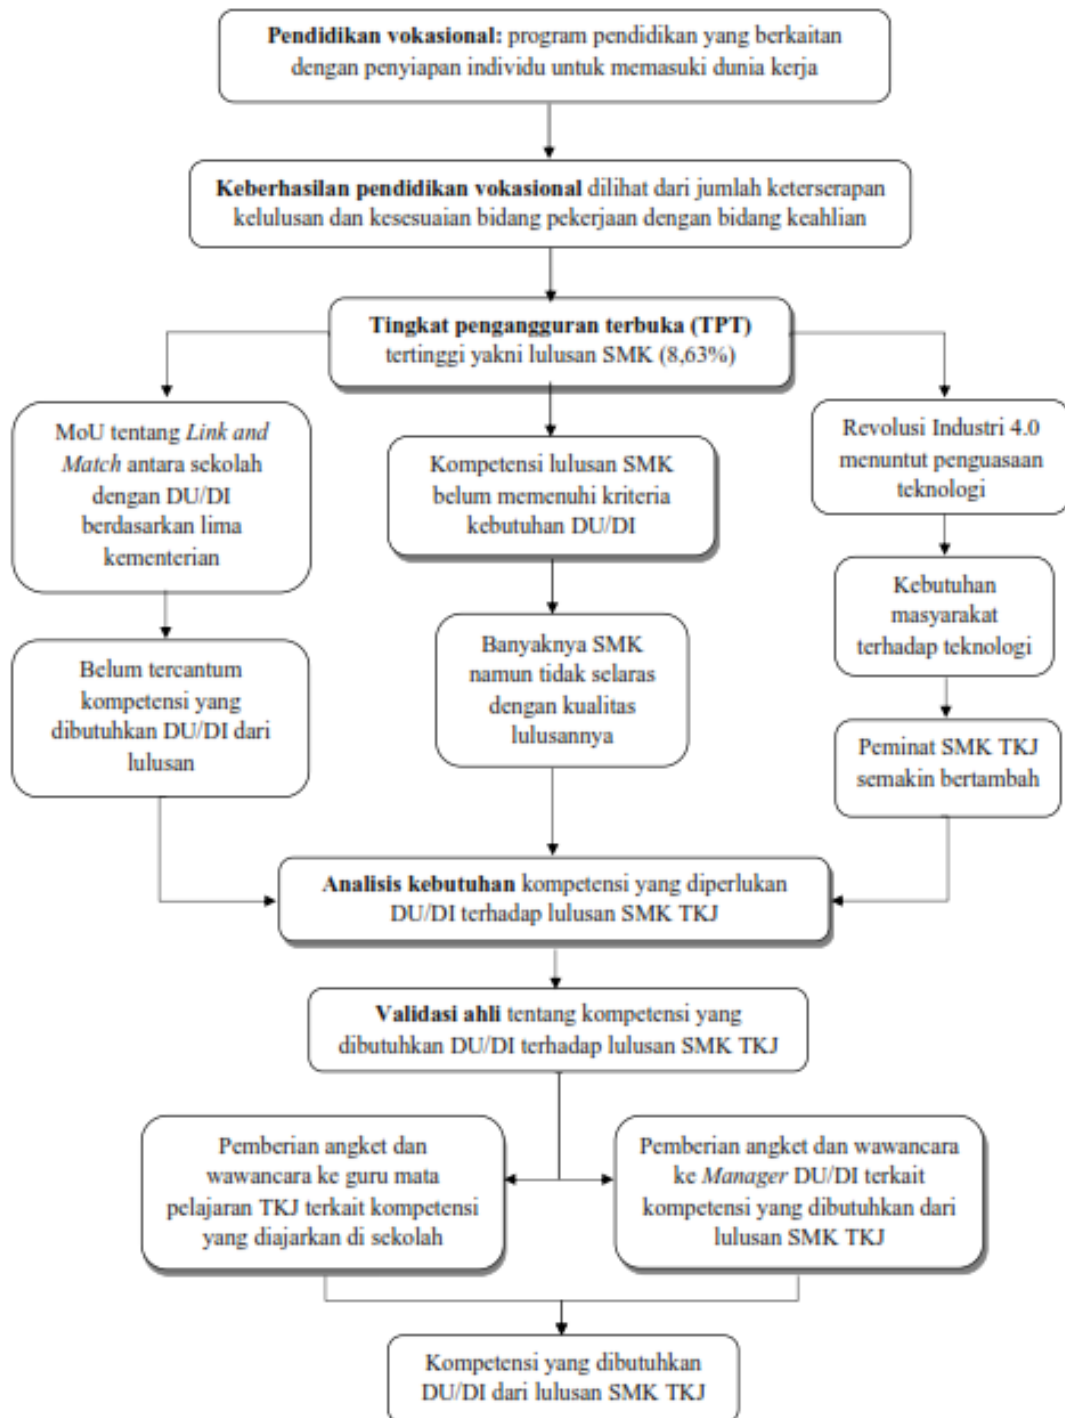 Pendidikan vokasional: program pendidikan yang berkaitan
dengan penyiapan individu untuk memasuki dunia kerja
Keberhasilan pendidikan vokasional dilihat dari jumlah keterserapan
kelulusan dan kesesuaian bidang pekerjaan dengan bidang keahlian
Tingkat pengangguran terbuka (TPT)
tertinggi yakni lulusan SMK (8,63%)
MoU tentang Link and
Match antara sekolah
dengan DU/DI
berdasarkan lima
kementerian
Kompetensi lulusan SMK
belum memenuhi kriteria
kebutuhan DU/DI
Revolusi Industri 4.0
menuntut penguasaan
teknologi
Belum tercantum
kompetensi yang
dibutuhkan DU/DI dari
lulusan
Banyaknya SMK
namun tidak selaras
dengan kualitas
lulusannya
Kebutuhan
masyarakat
terhadap teknologi
Peminat SMK TKJ
semakin bertambah
Analisis kebutuhan kompetensi yang diperlukan
DU/DI terhadap lulusan SMK TKJ
Validasi ahli tentang kompetensi yang
dibutuhkan DU/DI terhadap lulusan SMK TKJ
Pemberian angket dan
wawancara ke guru mata
pelajaran TKJ terkait kompetensi
yang diajarkan di sekolah
Pemberian angket dan wawancara
ke Manager DU/DI terkait
kompetensi yang dibutuhkan dari
lulusan SMK TKJ
Kompetensi yang dibutuhkan
DU/DI dari lulusan SMK TKJ